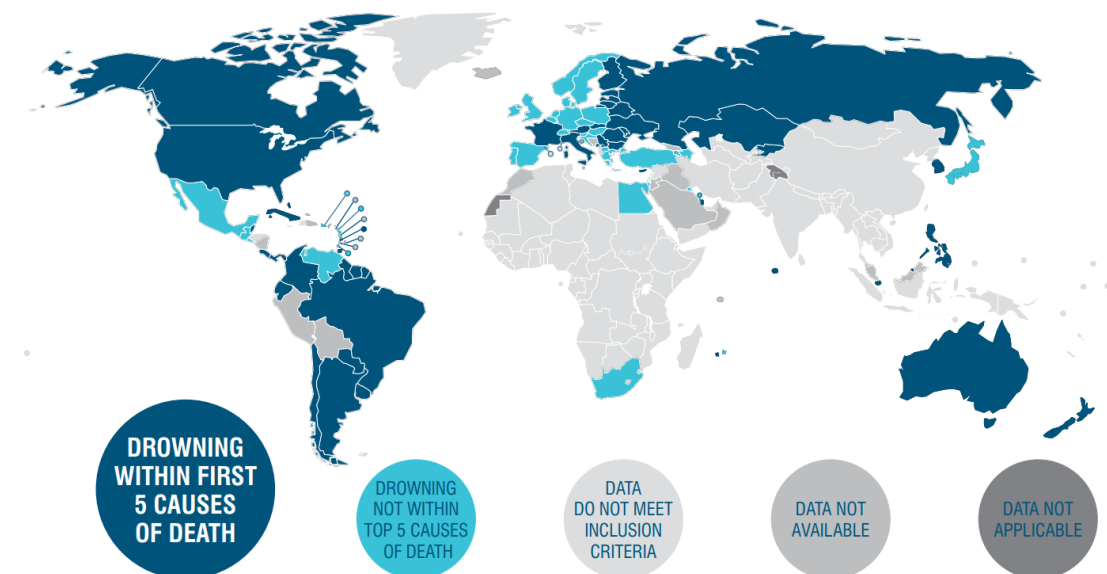 DROWNING
WITHIN FIRST
5 CAUSES
OF DEATH
DROWNING
NOT WITHIN
TOP 5 CAUSES
OF DEATH
DATA
DO NOT MEET
INCLUSION
CRITERIA
DATA NOT
AVAILABLE
DATA NOT
APPLICABLE